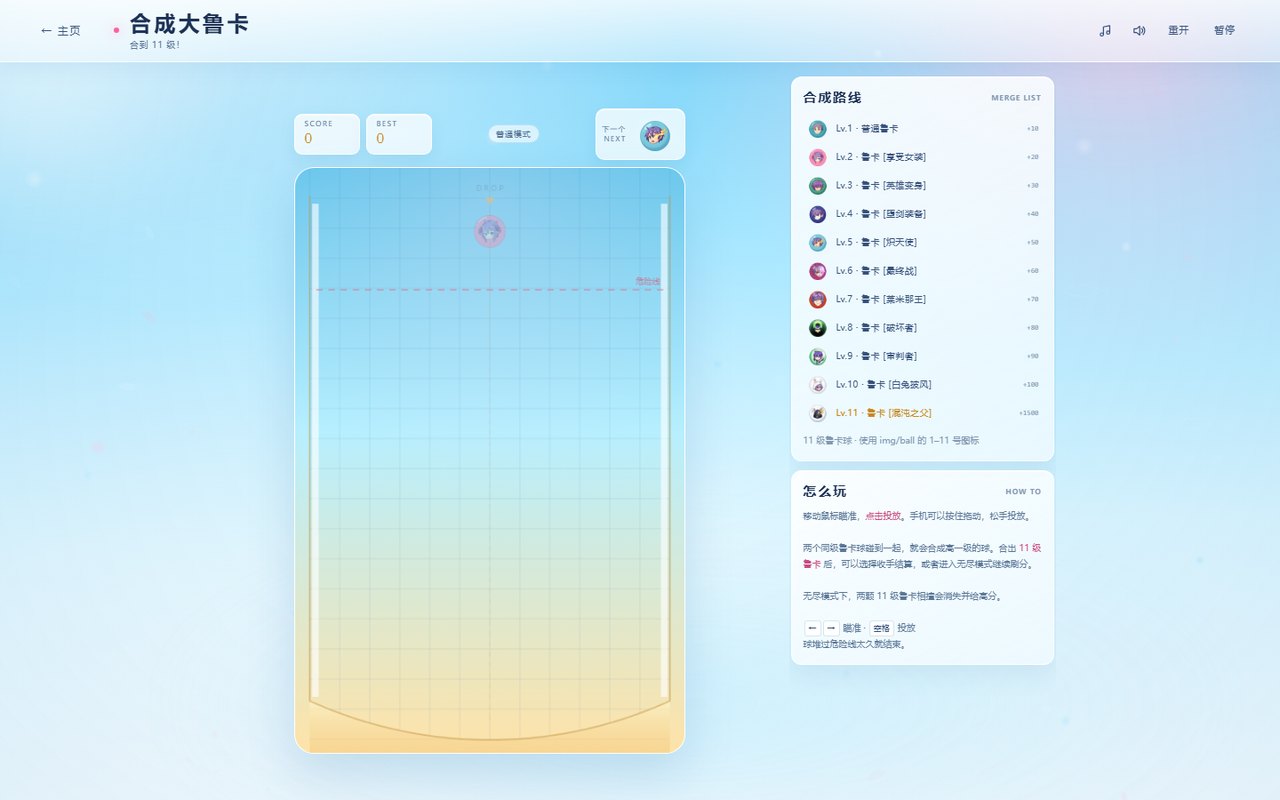 ← 主页
合成大鲁卡
合到 11 级!
重开
暂停
SCORE
0
BEST
0
普通模式
下一个
NEXT
DROP
危险线
合成路线
MERGE LIST
Lv.1 · 普通鲁卡
+10
Lv.2 · 鲁卡 [享受女装]
+20
Lv.3 · 鲁卡 [英雄变身]
+30
Lv.4 · 鲁卡 [堕剑装备]
+40
Lv.5 · 鲁卡 [炽天使]
+50
Lv.6 · 鲁卡 [最终战]
+60
Lv.7 · 鲁卡 [莱米那王]
+70
Lv.8 · 鲁卡 [破坏者]
+80
Lv.9 · 鲁卡 [审判者]
+90
Lv.10 · 鲁卡 [白兔披风]
+100
Lv.11 · 鲁卡 [混沌之父]
+1500
11 级鲁卡球 · 使用 img/ball 的 1–11 号图标
怎么玩
HOW TO
移动鼠标瞄准，点击投放。手机可以按住拖动，松手投放。
两个同级鲁卡球碰到一起，就会合成高一级的球。合出 11 级
鲁卡 后，可以选择收手结算，或者进入无尽模式继续刷分。
无尽模式下，两颗 11 级鲁卡相撞会消失并给高分。
← → 瞄准 · 空格 投放
球堆过危险线太久就结束。